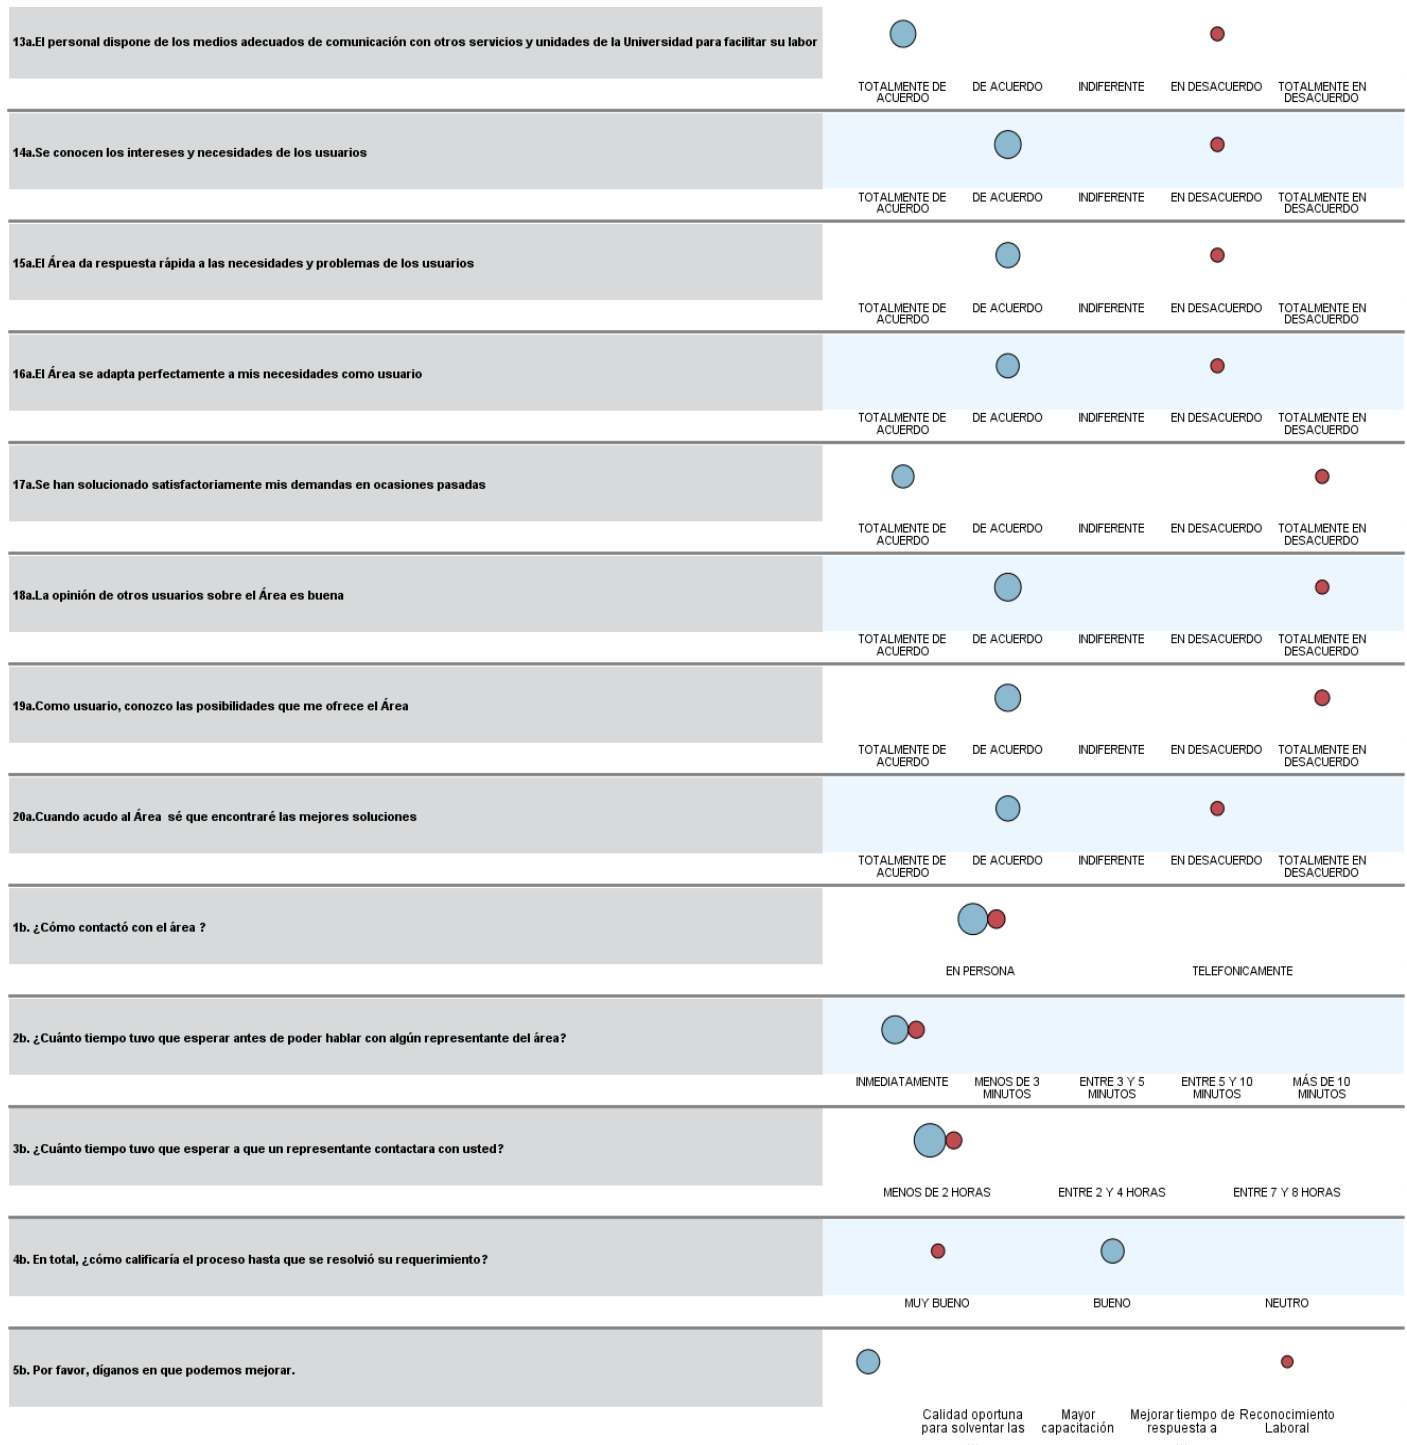 13a.El personal dispone de los medios adecuados de comunicación con otros servicios y unidades de la Universidad para facilitar su labor
TOTALMENTE DE ACUERDO DE ACUERDO INDIFERENTE EN DESACUERDO TOTALMENTE EN DESACUERDO
14a.Se conocen los intereses y necesidades de los usuarios
TOTALMENTE DE ACUERDO DE ACUERDO INDIFERENTE EN DESACUERDO TOTALMENTE EN DESACUERDO
15a.El Área da respuesta rápida a las necesidades y problemas de los usuarios
TOTALMENTE DE ACUERDO DE ACUERDO INDIFERENTE EN DESACUERDO TOTALMENTE EN DESACUERDO
16a.El Área se adapta perfectamente a mis necesidades como usuario
TOTALMENTE DE ACUERDO DE ACUERDO INDIFERENTE EN DESACUERDO TOTALMENTE EN DESACUERDO
17a.Se han solucionado satisfactoriamente mis demandas en ocasiones pasadas
TOTALMENTE DE ACUERDO DE ACUERDO INDIFERENTE EN DESACUERDO TOTALMENTE EN DESACUERDO
18a.La opinión de otros usuarios sobre el Área es buena
TOTALMENTE DE ACUERDO DE ACUERDO INDIFERENTE EN DESACUERDO TOTALMENTE EN DESACUERDO
19a.Como usuario, conozco las posibilidades que me ofrece el Área
TOTALMENTE DE ACUERDO DE ACUERDO INDIFERENTE EN DESACUERDO TOTALMENTE EN DESACUERDO
20a.Cuando acudo al Área sé que encontraré las mejores soluciones
TOTALMENTE DE ACUERDO DE ACUERDO INDIFERENTE EN DESACUERDO TOTALMENTE EN DESACUERDO
1b. ¿Cómo contactó con el área ?
EN PERSONA TELEFONICAMENTE
2b. ¿Cuánto tiempo tuvo que esperar antes de poder hablar con algún representante del área?
INMEDIATAMENTE MENOS DE 3 MINUTOS ENTRE 3 Y 5 MINUTOS ENTRE 5 Y 10 MINUTOS MÁS DE 10 MINUTOS
3b. ¿Cuánto tiempo tuvo que esperar a que un representante contactara con usted?
MENOS DE 2 HORAS ENTRE 2 Y 4 HORAS ENTRE 7 Y 8 HORAS
4b. En total, ¿cómo calificaría el proceso hasta que se resolvió su requerimiento?
MUY BUENO BUENO NEUTRO
5b. Por favor, díganos en que podemos mejorar.
Calidad oportuna para solventar las Mayor capacitación Mejorar tiempo de respuesta a Reconocimiento Laboral